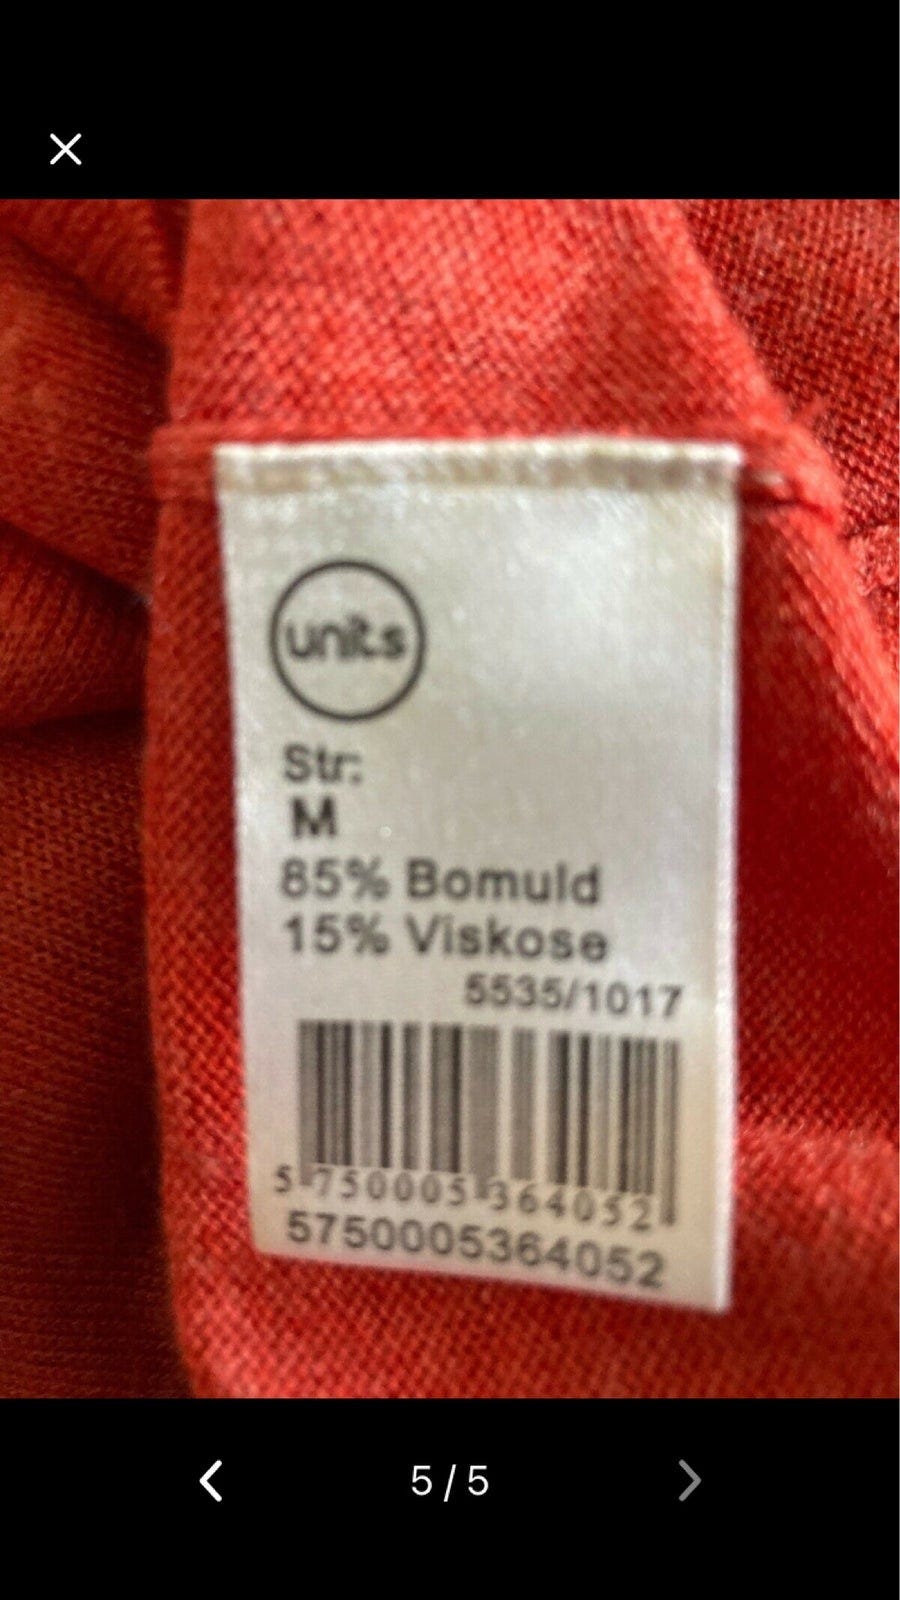 units
Str:
M
85% Bomuld
15% Viskose
5535/1017
5 750005 364052
5750005364052
5 / 5